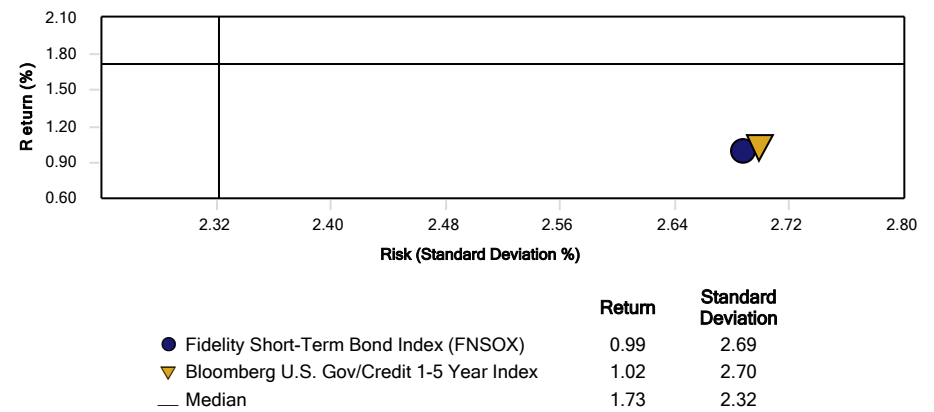 2.10
1.80
1.50
1.20
0.90
0.60
Return (%)
2.32 2.40 2.48 2.56 2.64 2.72 2.80
Risk (Standard Deviation %)
Return Standard Deviation
Fidelity Short-Term Bond Index (FNSOX) 0.99 2.69
Bloomberg U.S. Gov/Credit 1-5 Year Index 1.02 2.70
Median 1.73 2.32